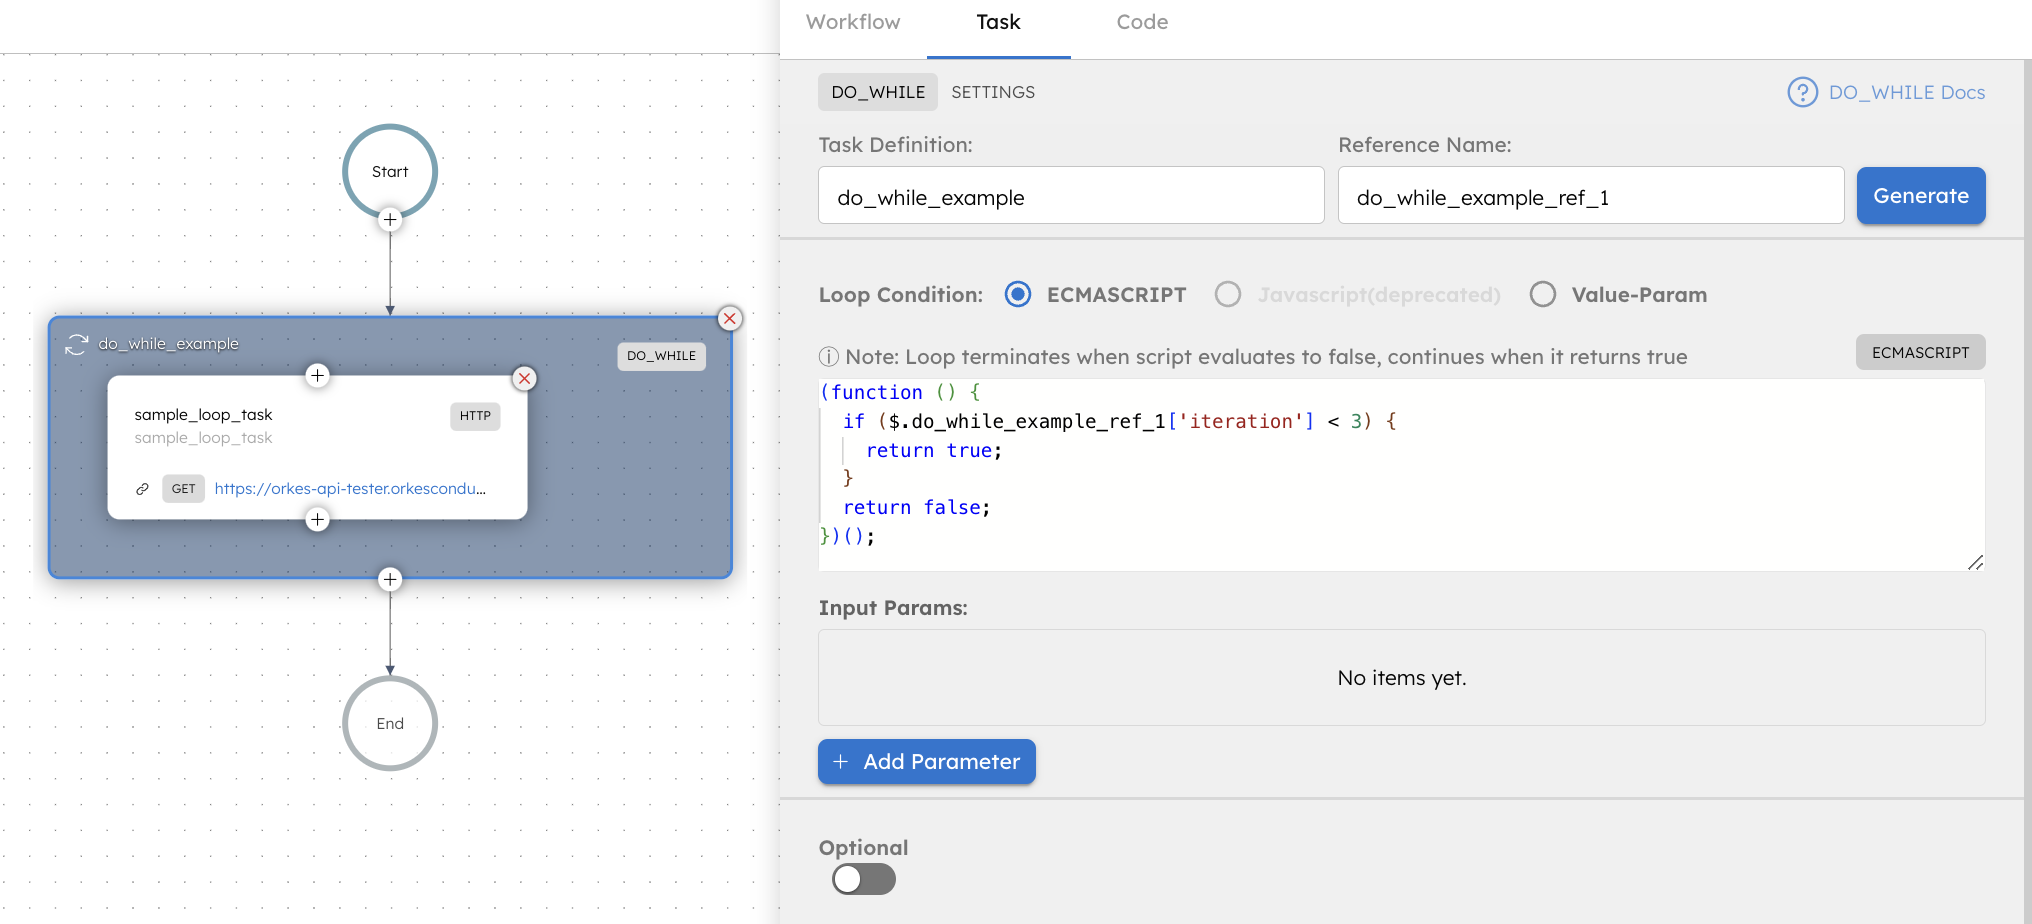 Workflow
Task
Code
DO_WHILE
SETTINGS
? DO_WHILE Docs
Task Definition:
Reference Name:
do_while_example
do_while_example_ref_1
Generate
Loop Condition:
ECMASCRIPT
Javascript(deprecated)
Value-Param
Note: Loop terminates when script evaluates to false, continues when it returns true
ECMASCRIPT
(function () {
  if ($.do_while_example_ref_1['iteration'] < 3) {
    return true;
  }
  return false;
})();
Input Params:
No items yet.
+ Add Parameter
Optional
Start
do_while_example
DO_WHILE
sample_loop_task
HTTP
sample_loop_task
GET
https://orkes-api-tester.orkescondu...
End